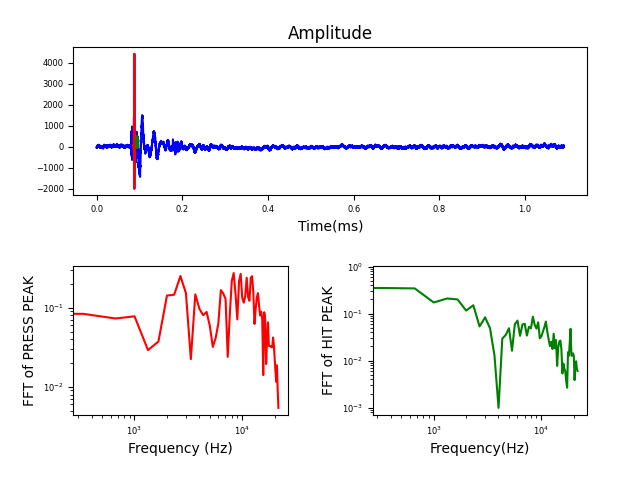 Amplitude
4000
3000
2000
1000
0
−1000
−2000
0.0 0.2 0.4 0.6 0.8 1.0
Time(ms)
FFT of PRESS PEAK
10⁻¹
10⁻²
10³ 10⁴
Frequency (Hz)
FFT of HIT PEAK
10⁰
10⁻¹
10⁻²
10⁻³
10³ 10⁴
Frequency(Hz)